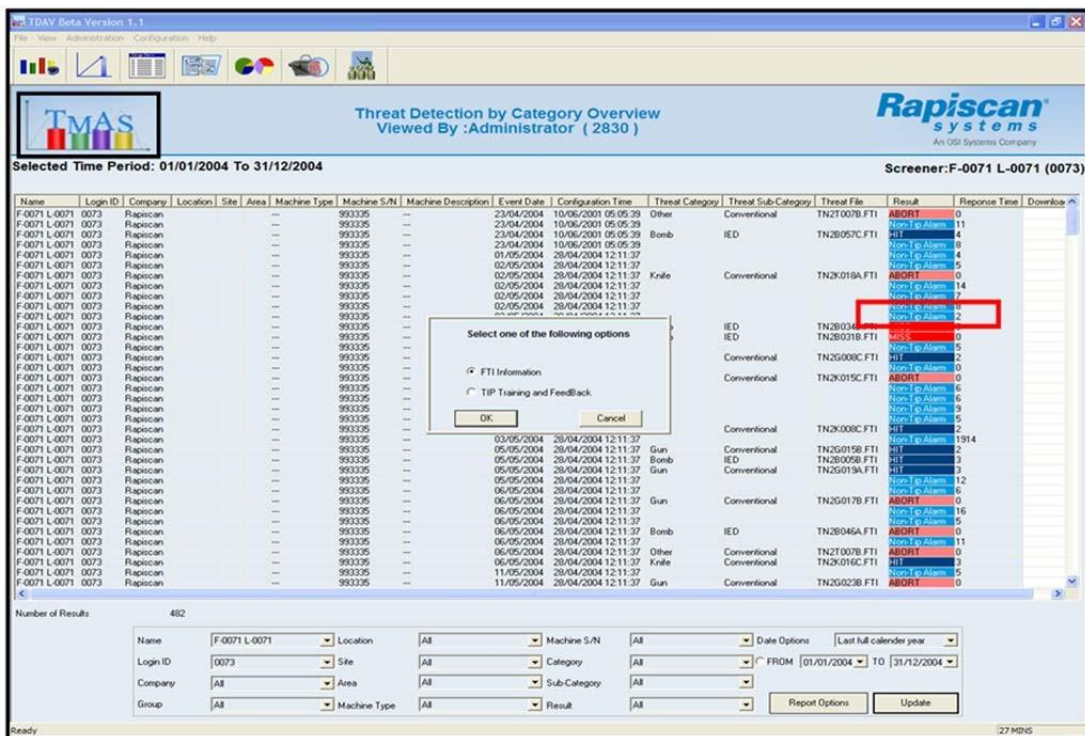 TDAV Beta Version 1.1
File View Administration Configuration Help
TMAS
Threat Detection by Category Overview
Viewed By :Administrator ( 2830 )
Rapiscan
systems
An OSI Systems Company
Selected Time Period: 01/01/2004 To 31/12/2004 Screener:F-0071 L-0071 (0073)
Name Login ID Company Location Site Area Machine Type Machine S/N Machine Description Event Date Configuration Time Threat Category Threat Sub-Category Threat File Result Reponse Time Downloa
F-0071 L-0071 0073 Rapiscan --- 993335 --- 23/04/2004 10/06/2001 05:05:39 Other Conventional TN2T007B.FTI ABORT 0
F-0071 L-0071 0073 Rapiscan --- 993335 --- 23/04/2004 10/06/2001 05:05:39 Non-Tip Alarm 11
F-0071 L-0071 0073 Rapiscan --- 993335 --- 23/04/2004 10/06/2001 05:05:39 Bomb IED TN2B057C.FTI HIT 4
F-0071 L-0071 0073 Rapiscan --- 993335 --- 23/04/2004 10/06/2001 05:05:39 Non-Tip Alarm 8
F-0071 L-0071 0073 Rapiscan --- 993335 --- 01/05/2004 28/04/2004 12:11:37 Non-Tip Alarm 4
F-0071 L-0071 0073 Rapiscan --- 993335 --- 02/05/2004 28/04/2004 12:11:37 Non-Tip Alarm 5
F-0071 L-0071 0073 Rapiscan --- 993335 --- 02/05/2004 28/04/2004 12:11:37 Knife Conventional TN2K018A.FTI ABORT 0
F-0071 L-0071 0073 Rapiscan --- 993335 --- 02/05/2004 28/04/2004 12:11:37 Non-Tip Alarm 14
F-0071 L-0071 0073 Rapiscan --- 993335 --- 02/05/2004 28/04/2004 12:11:37 Non-Tip Alarm 7
F-0071 L-0071 0073 Rapiscan --- 993335 --- 02/05/2004 28/04/2004 12:11:37 Non-Tip Alarm 8
F-0071 L-0071 0073 Rapiscan --- 993335 --- Non-Tip Alarm 2
F-0071 L-0071 0073 Rapiscan --- 993335 --- IED
F-0071 L-0071 0073 Rapiscan --- 993335 --- IED TN2B031B.FTI MISS 0
F-0071 L-0071 0073 Rapiscan --- 993335 --- Non-Tip Alarm 5
F-0071 L-0071 0073 Rapiscan --- 993335 --- Conventional TN2G008C.FTI HIT 2
F-0071 L-0071 0073 Rapiscan --- 993335 --- Non-Tip Alarm 0
F-0071 L-0071 0073 Rapiscan --- 993335 --- Conventional TN2K015C.FTI ABORT 0
F-0071 L-0071 0073 Rapiscan --- 993335 --- Non-Tip Alarm 6
F-0071 L-0071 0073 Rapiscan --- 993335 --- Non-Tip Alarm 6
F-0071 L-0071 0073 Rapiscan --- 993335 --- Non-Tip Alarm 9
F-0071 L-0071 0073 Rapiscan --- 993335 --- Non-Tip Alarm 5
F-0071 L-0071 0073 Rapiscan --- 993335 --- Conventional TN2K008C.FTI HIT 2
F-0071 L-0071 0073 Rapiscan --- 993335 --- 03/05/2004 28/04/2004 12:11:37 Non-Tip Alarm 1914
F-0071 L-0071 0073 Rapiscan --- 993335 --- 05/05/2004 28/04/2004 12:11:37 Gun Conventional TN2G015B.FTI HIT 2
F-0071 L-0071 0073 Rapiscan --- 993335 --- 05/05/2004 28/04/2004 12:11:37 Bomb IED TN2B005B.FTI HIT 3
F-0071 L-0071 0073 Rapiscan --- 993335 --- 05/05/2004 28/04/2004 12:11:37 Gun Conventional TN2G019A.FTI HIT 3
F-0071 L-0071 0073 Rapiscan --- 993335 --- 05/05/2004 28/04/2004 12:11:37 Non-Tip Alarm 12
F-0071 L-0071 0073 Rapiscan --- 993335 --- 06/05/2004 28/04/2004 12:11:37 Non-Tip Alarm 6
F-0071 L-0071 0073 Rapiscan --- 993335 --- 06/05/2004 28/04/2004 12:11:37 Gun Conventional TN2G017B.FTI ABORT 0
F-0071 L-0071 0073 Rapiscan --- 993335 --- 06/05/2004 28/04/2004 12:11:37 Non-Tip Alarm 16
F-0071 L-0071 0073 Rapiscan --- 993335 --- 06/05/2004 28/04/2004 12:11:37 Non-Tip Alarm 5
F-0071 L-0071 0073 Rapiscan --- 993335 --- 06/05/2004 28/04/2004 12:11:37 Bomb IED TN2B046A.FTI ABORT 0
F-0071 L-0071 0073 Rapiscan --- 993335 --- 06/05/2004 28/04/2004 12:11:37 Non-Tip Alarm 11
F-0071 L-0071 0073 Rapiscan --- 993335 --- 06/05/2004 28/04/2004 12:11:37 Other Conventional TN2T007B.FTI ABORT 0
F-0071 L-0071 0073 Rapiscan --- 993335 --- 06/05/2004 28/04/2004 12:11:37 Knife Conventional TN2K016C.FTI HIT 3
F-0071 L-0071 0073 Rapiscan --- 993335 --- 11/05/2004 28/04/2004 12:11:37 Non-Tip Alarm 5
F-0071 L-0071 0073 Rapiscan --- 993335 --- 11/05/2004 28/04/2004 12:11:37 Gun Conventional TN2G023B.FTI ABORT 0
Select one of the following options
FTI Information
TIP Training and FeedBack
OK Cancel
Number of Results 482
Name F-0071 L-0071 Location All Machine S/N All Date Options Last full calender year
Login ID 0073 Site All Category All FROM 01/01/2004 TO 31/12/2004
Company All Area All Sub-Category All
Group All Machine Type All Result All Report Options Update
Ready 27 MINS